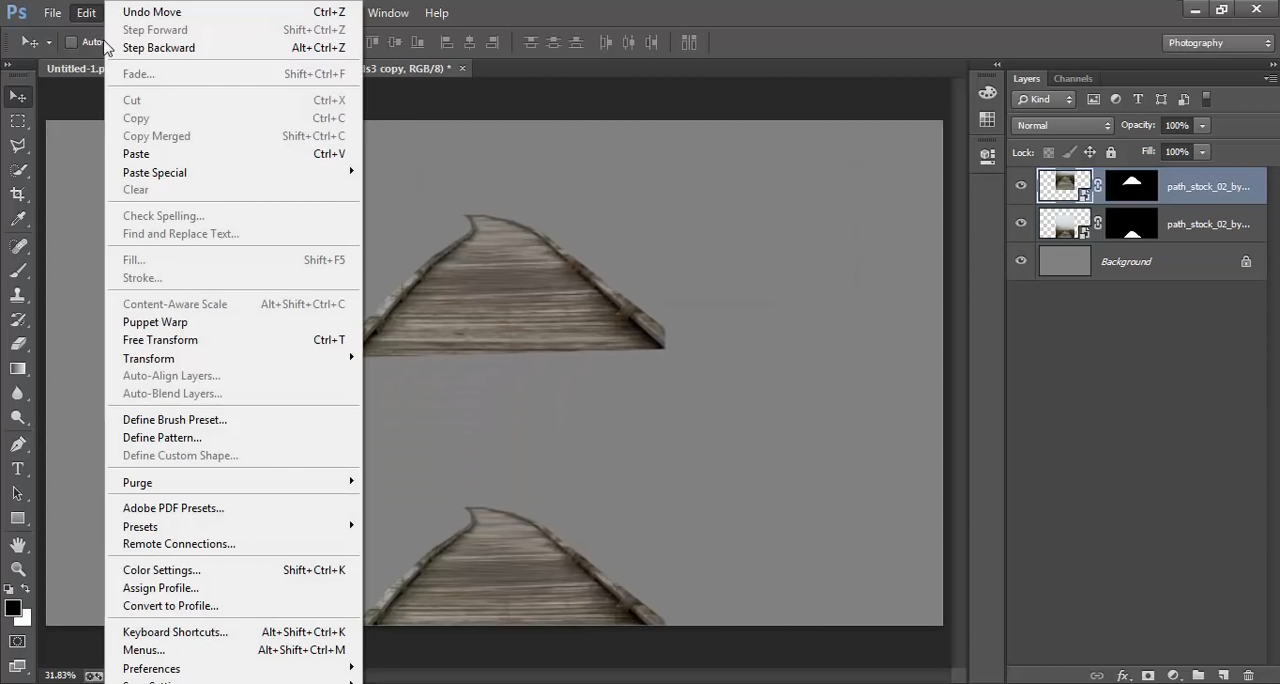 Ps File Edit Window Help
Auto
Photography
Untitled-1.p
is3 copy, RGB/8) *
Undo Move Ctrl+Z
Step Forward Shift+Ctrl+Z
Step Backward Alt+Ctrl+Z
Fade... Shift+Ctrl+F
Cut Ctrl+X
Copy Ctrl+C
Copy Merged Shift+Ctrl+C
Paste Ctrl+V
Paste Special
Clear
Check Spelling...
Find and Replace Text...
Fill... Shift+F5
Stroke...
Content-Aware Scale Alt+Shift+Ctrl+C
Puppet Warp
Free Transform Ctrl+T
Transform
Auto-Align Layers...
Auto-Blend Layers...
Define Brush Preset...
Define Pattern...
Define Custom Shape...
Purge
Adobe PDF Presets...
Presets
Remote Connections...
Color Settings... Shift+Ctrl+K
Assign Profile...
Convert to Profile...
Keyboard Shortcuts... Alt+Shift+Ctrl+K
Menus... Alt+Shift+Ctrl+M
Preferences
31.83%
Layers Channels
Kind
Normal Opacity: 100%
Lock: Fill: 100%
path_stock_02_by...
path_stock_02_by...
Background